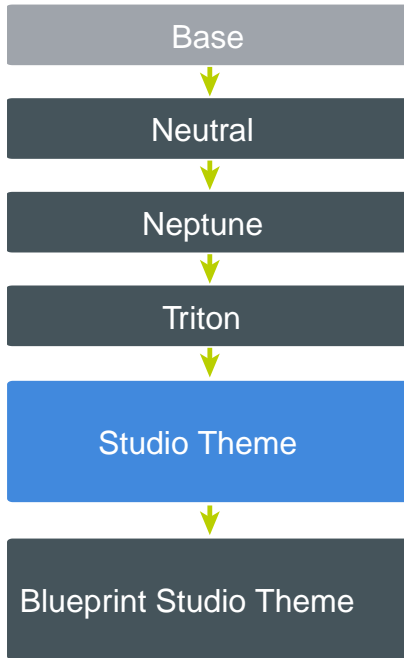 Base
Neutral
Neptune
Triton
Studio Theme
Blueprint Studio Theme